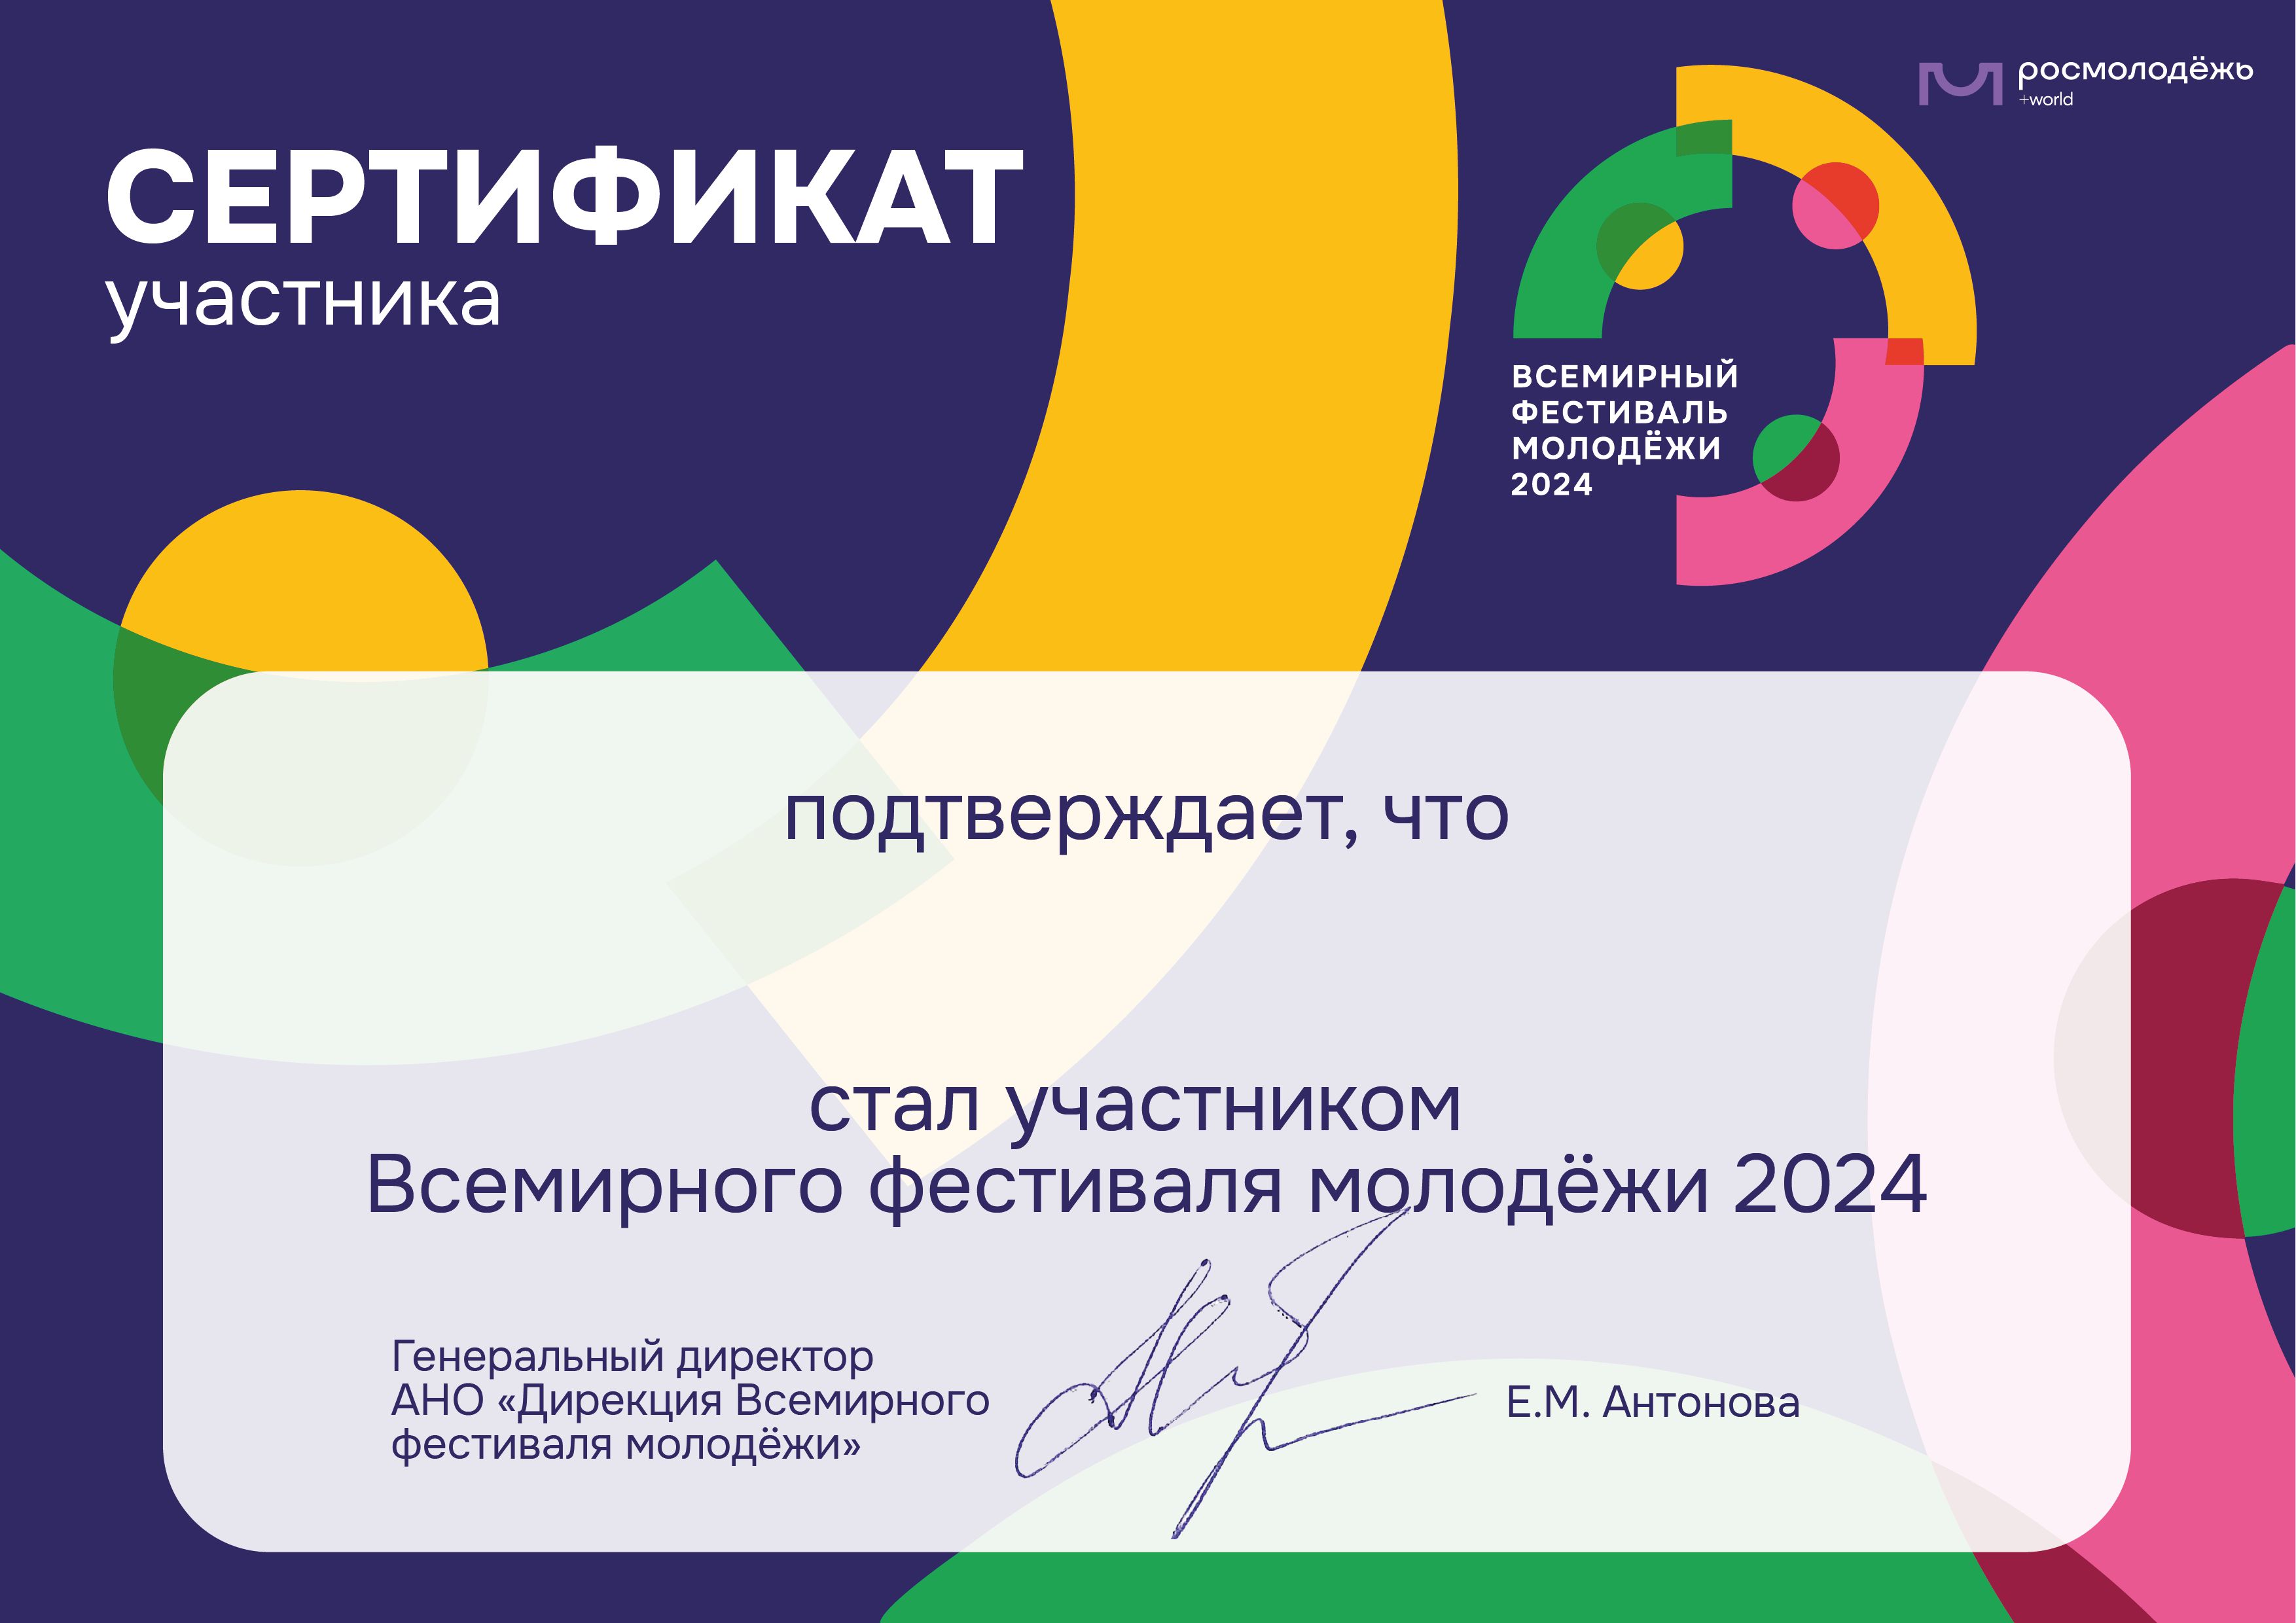 росмолодёжь
+world
СЕРТИФИКАТ
участника
ВСЕМИРНЫЙ
ФЕСТИВАЛЬ
МОЛОДЁЖИ
2024
подтверждает, что
стал участником
Всемирного фестиваля молодёжи 2024
Генеральный директор
АНО «Дирекция Всемирного
фестиваля молодёжи»
Е.М. Антонова